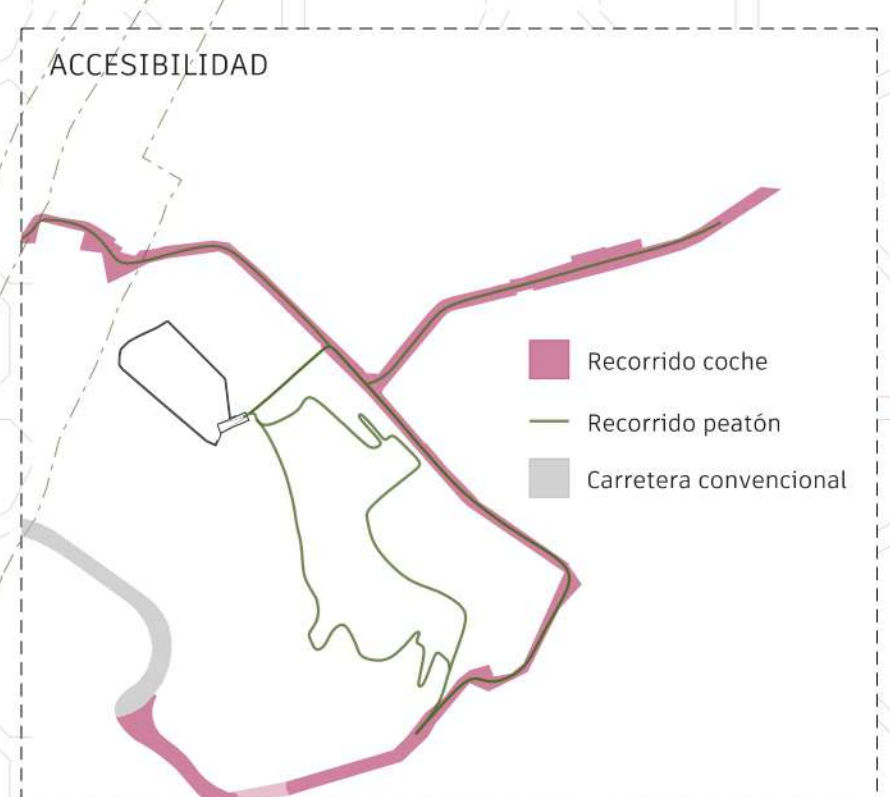 ACCESIBILIDAD
Recorrido coche
Recorrido peatón
Carretera convencional